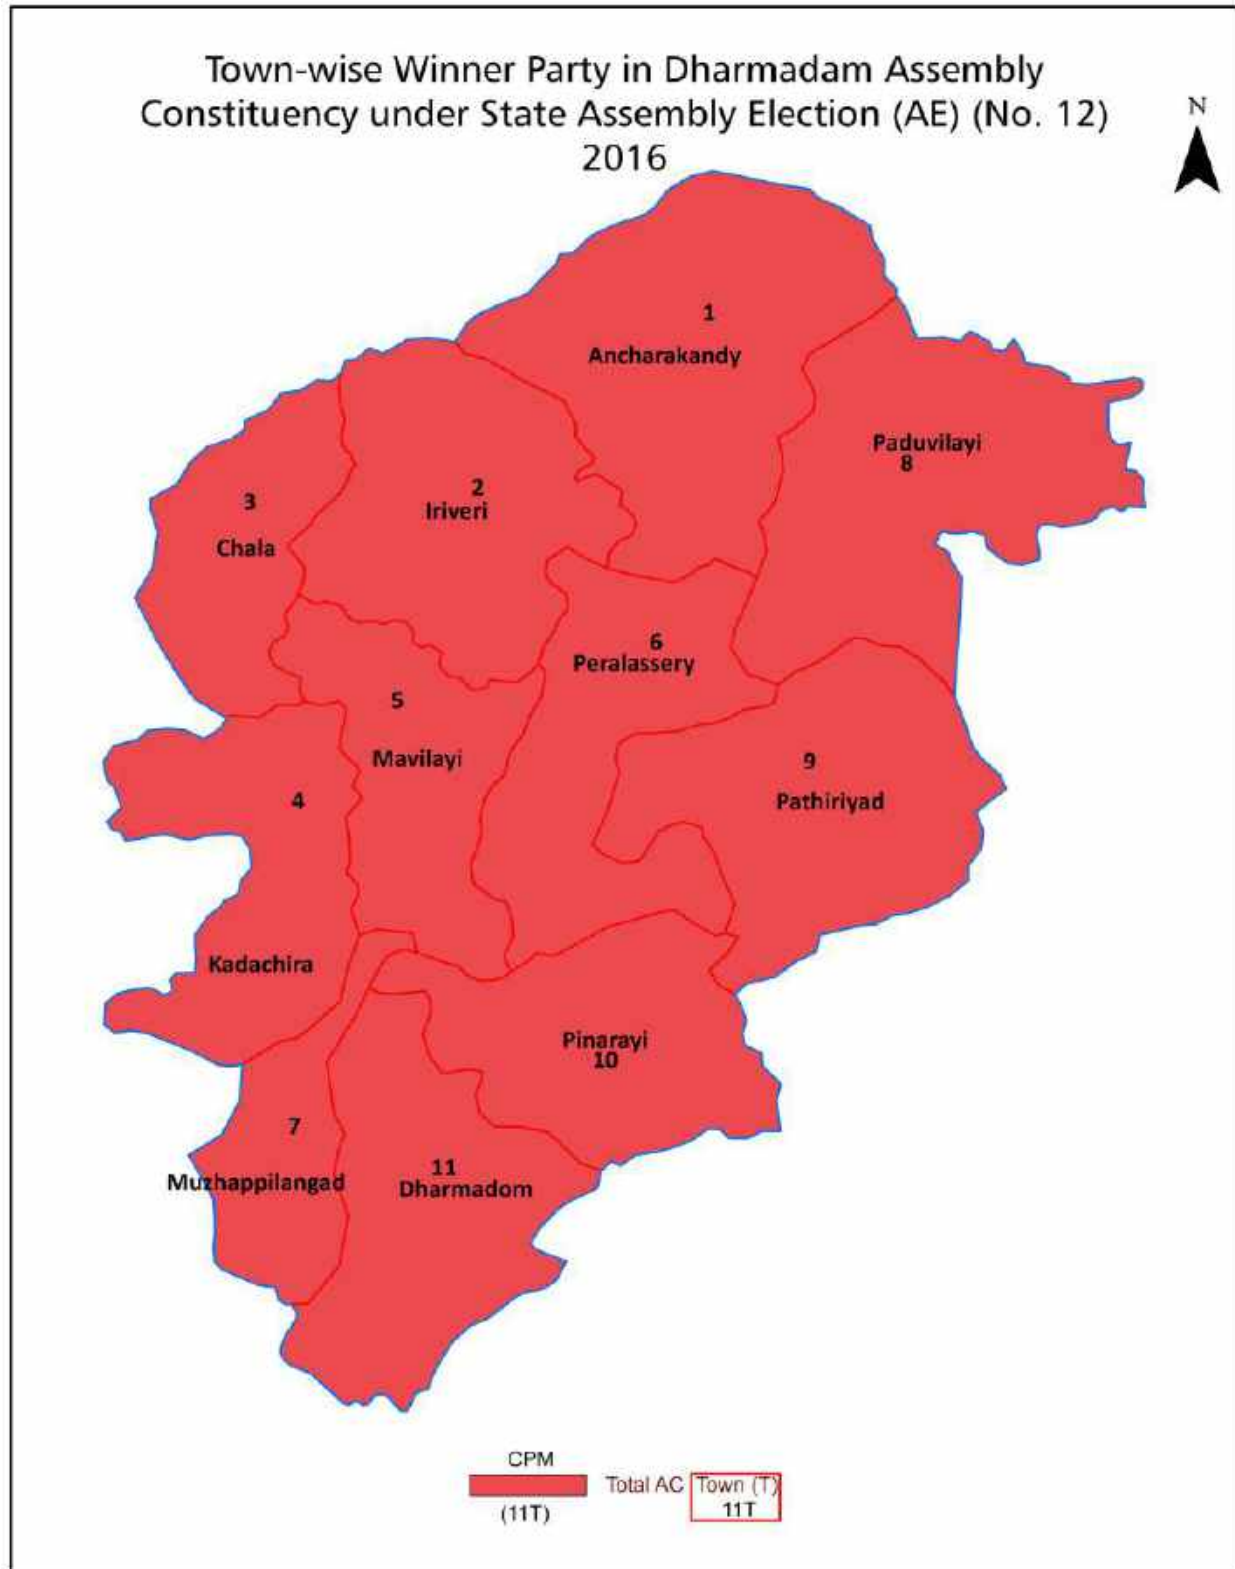 Town-wise Winner Party in Dharmadam Assembly
Constituency under State Assembly Election (AE) (No. 12)
2016
N
1
Ancharakandy
Paduvilayi
8
2
Iriveri
3
Chala
6
Peralassery
5
Mavilayi
9
Pathiriyad
4
Kadachira
Pinarayi
10
7
Muzhappilangad
11
Dharmadom
CPM
(11T)
Total AC
Town (T)
11T